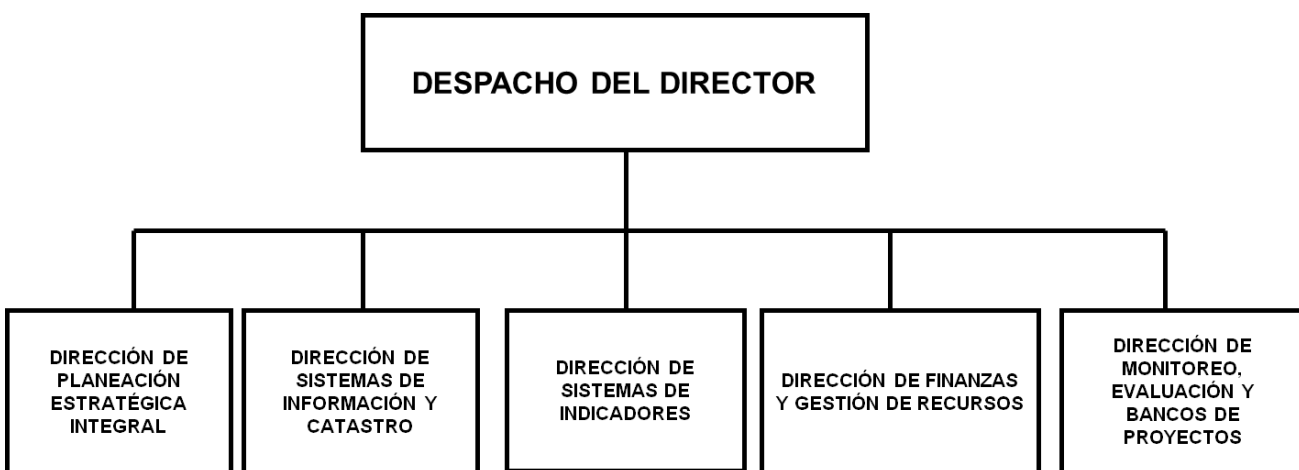 DESPACHO DEL DIRECTOR
DIRECCIÓN DE
PLANEACIÓN
ESTRATÉGICA
INTEGRAL
DIRECCIÓN DE
SISTEMAS DE
INFORMACIÓN Y
CATASTRO
DIRECCIÓN DE
SISTEMAS DE
INDICADORES
DIRECCIÓN DE FINANZAS
Y GESTIÓN DE RECURSOS
DIRECCIÓN DE
MONITOREO,
EVALUACIÓN Y
BANCOS DE
PROYECTOS